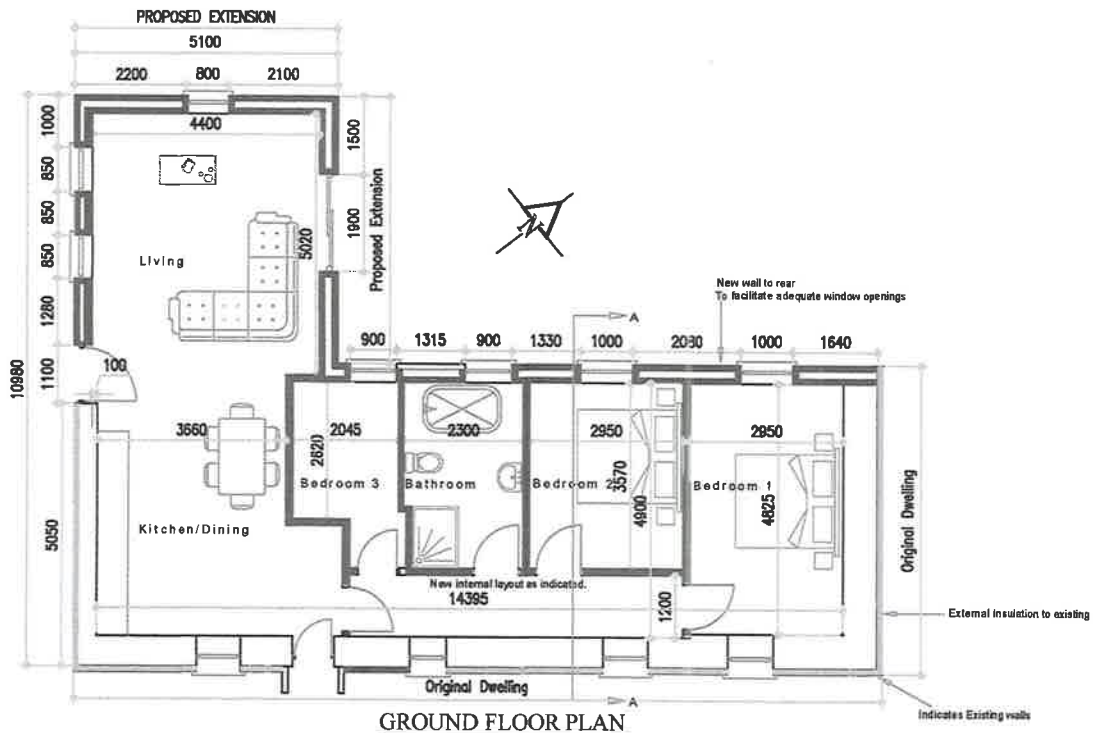 PROPOSED EXTENSION
5100
2200 800 2100
4400
1000
850
850
850
1280
1100
10980
5050
1500
1900
Proposed Extension
5020
Living
100
N
New wall to rear
To facilitate adequate window openings
A
900 1315 900 1330 1000 1000 1640
3660 2045 2300 2950 2950
2620
3570
4900
4825
Bedroom 3 Bathroom Bedroom 2 Bedroom 1
Kitchen/Dining
Original Dwelling
New internal layout as indicated.
14395
1200
External insulation to existing
Original Dwelling
A
Indicates Existing walls
GROUND FLOOR PLAN